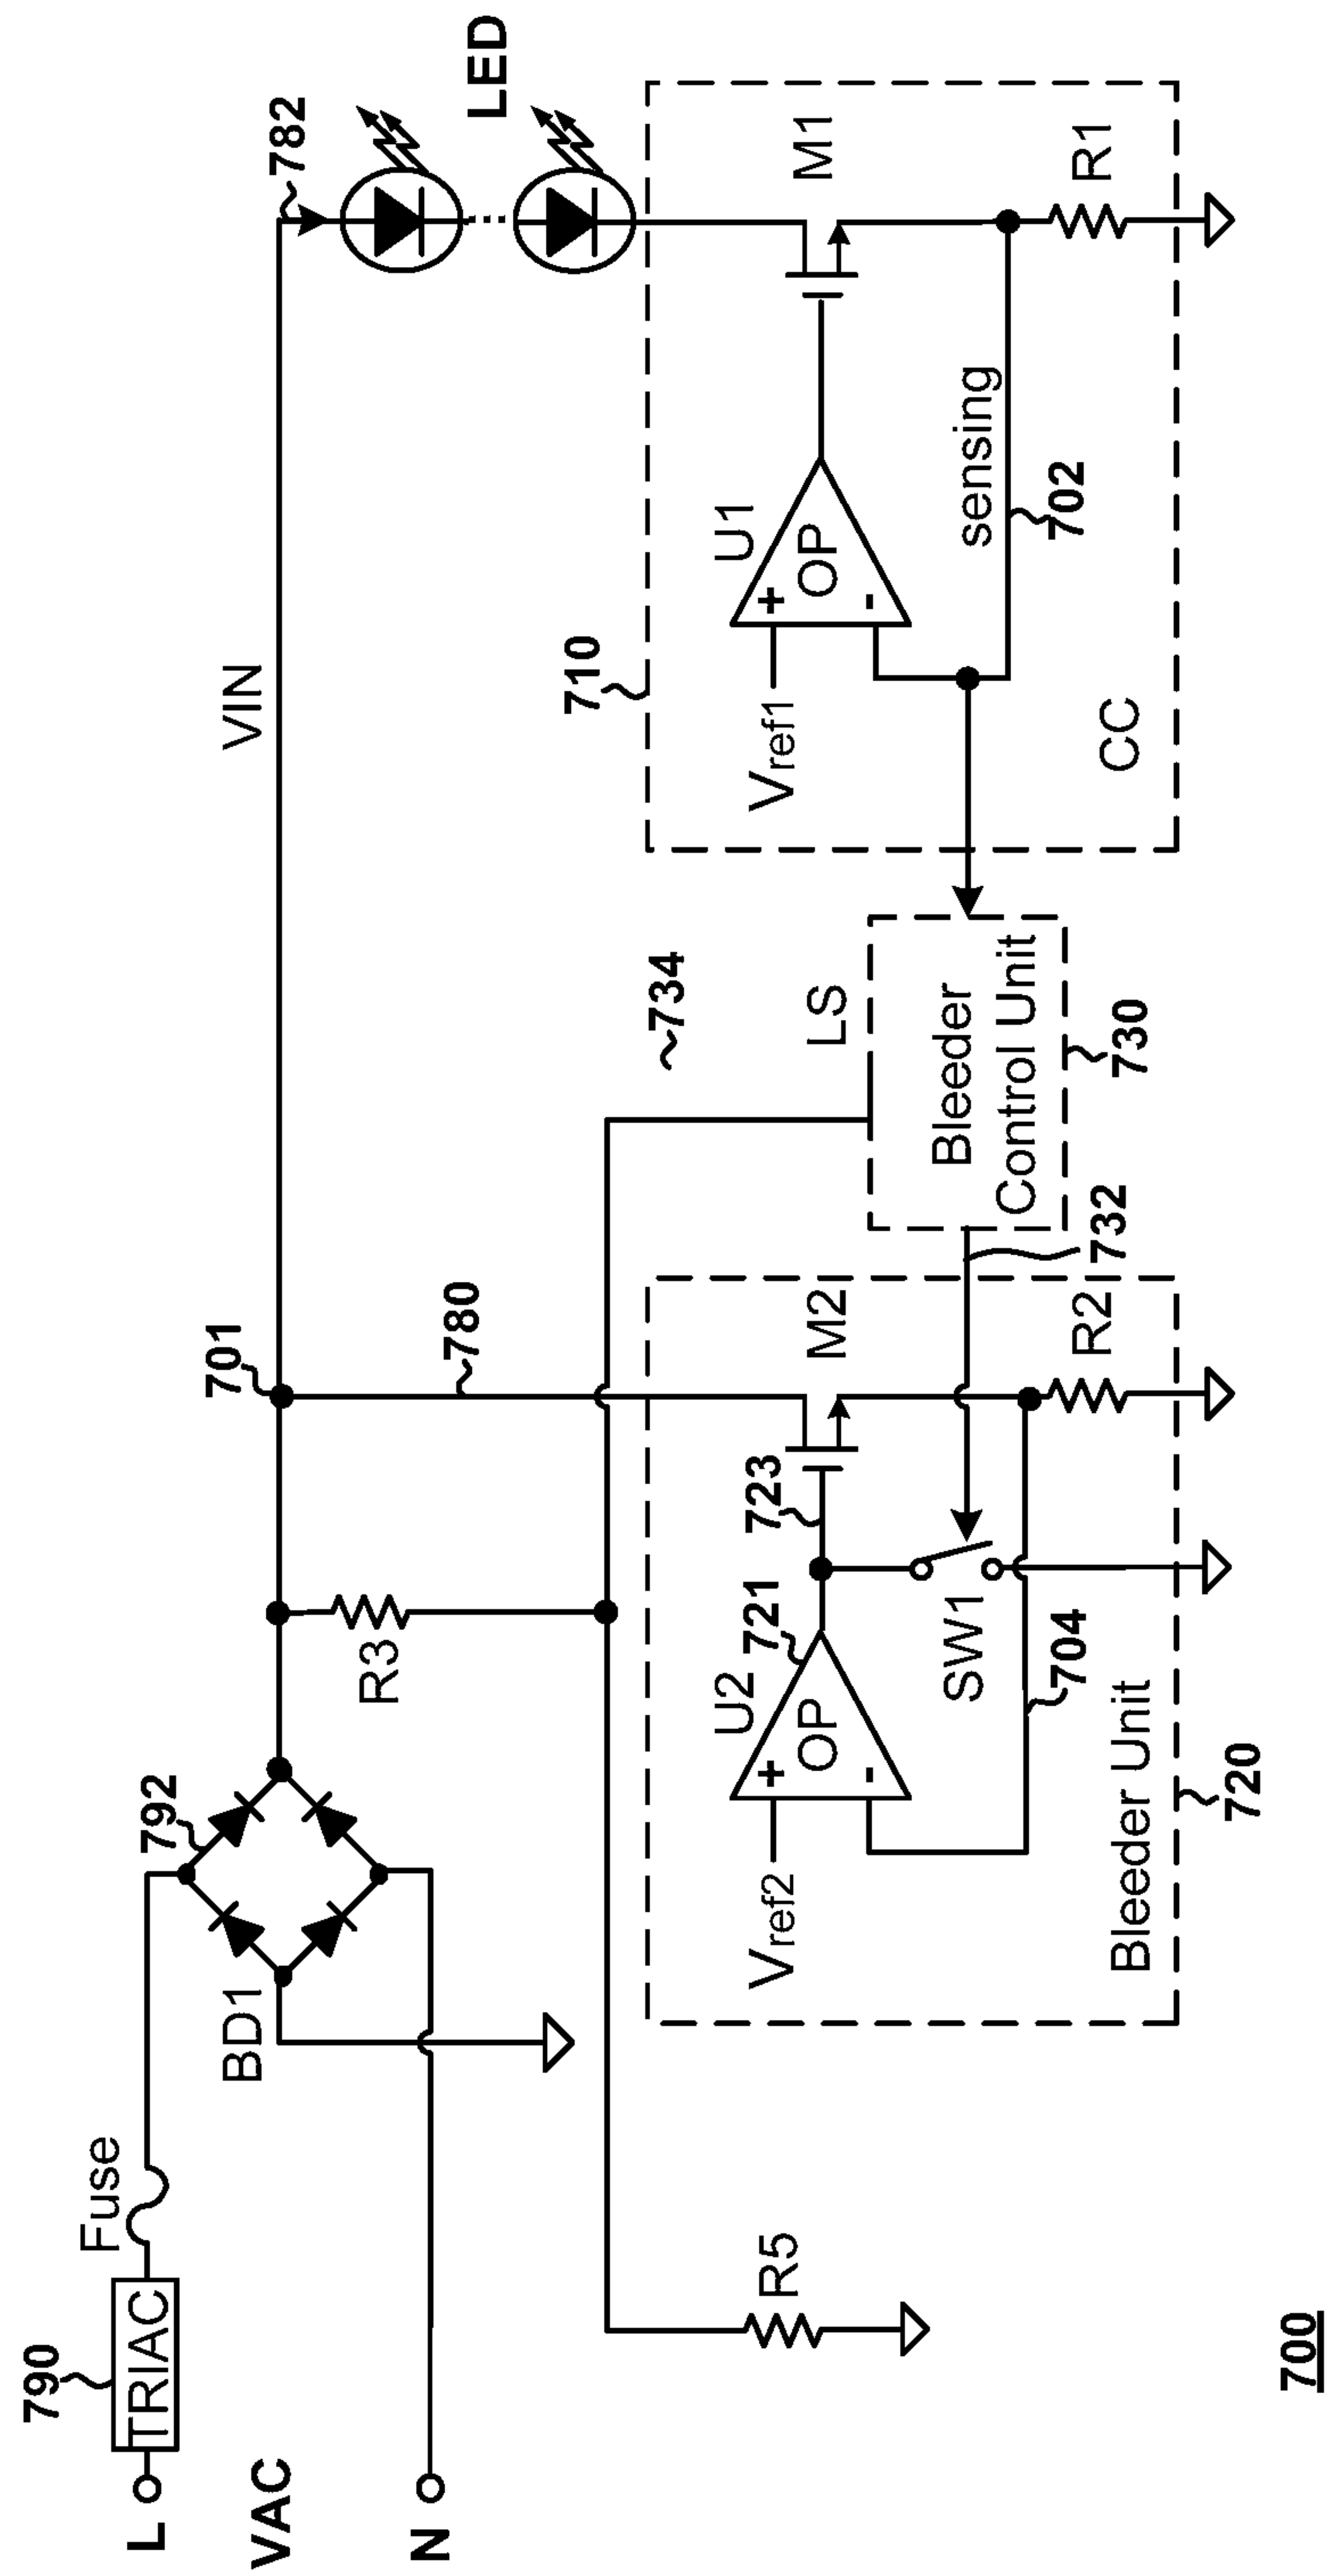 790
L
TRIAC
Fuse
VAC
N
BD1
792
R3
701
VIN
782
LED
780
734
LS
R5
Vref2
U2
+
-
OP
721
723
M2
SW1
704
R2
Bleeder Unit
720
732
Bleeder
Control Unit
730
710
Vref1
U1
+
-
OP
M1
sensing
702
R1
CC
700